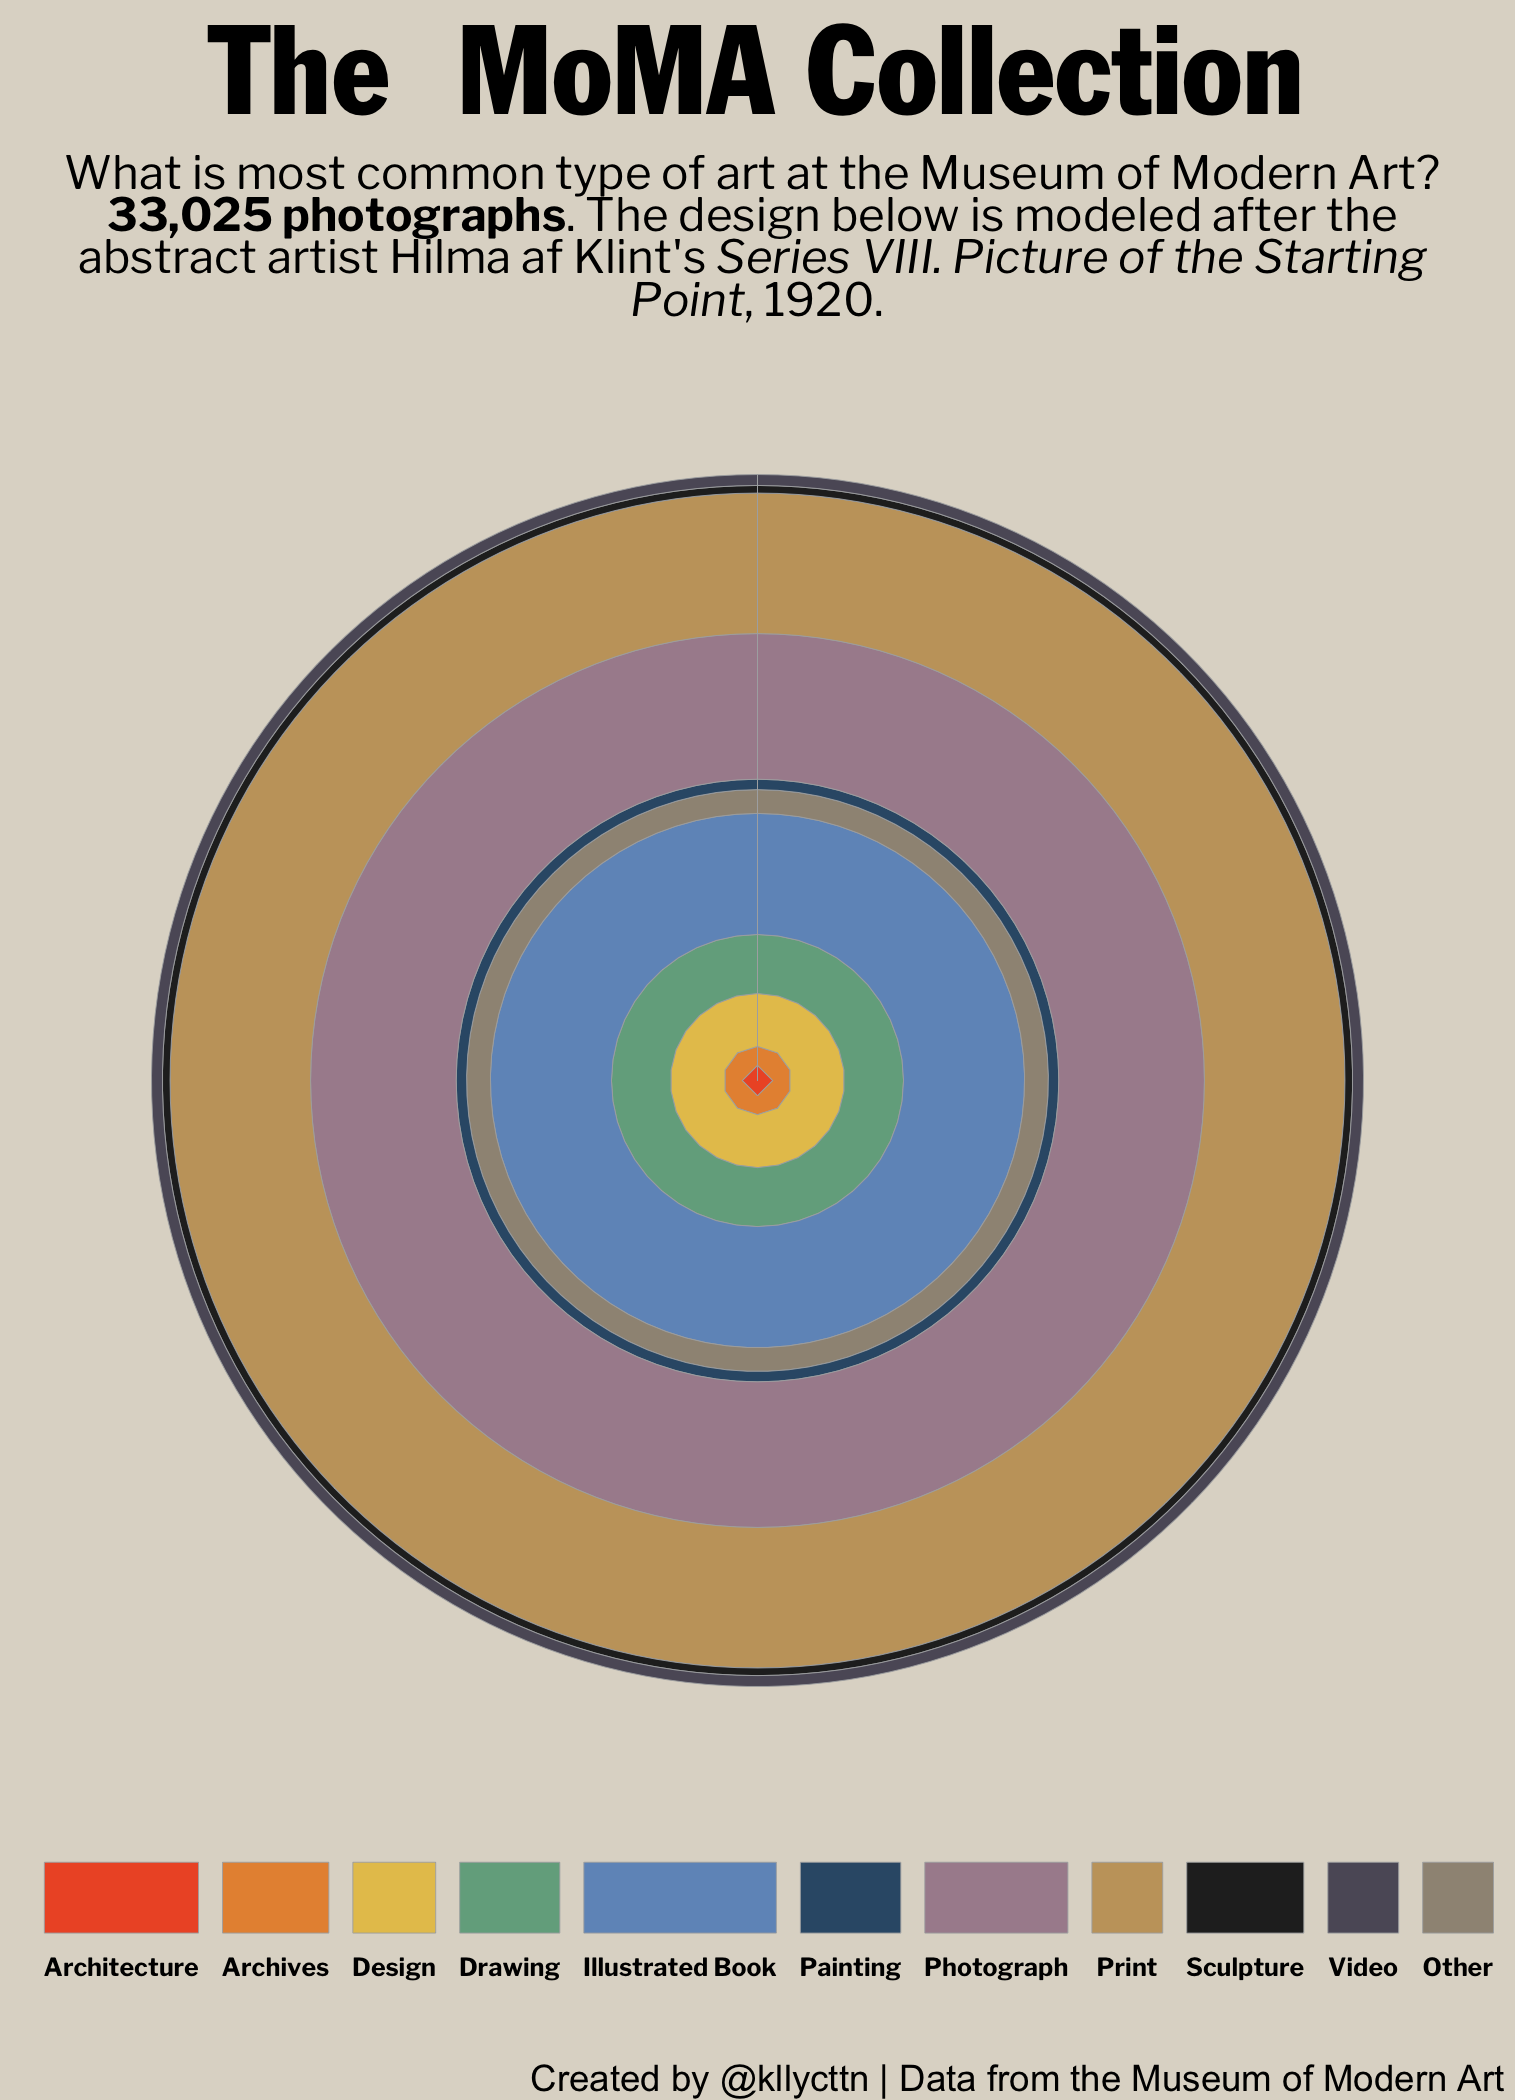 The MoMA Collection
What is most common type of art at the Museum of Modern Art?
33,025 photographs. The design below is modeled after the
abstract artist Hilma af Klint's Series VIII. Picture of the Starting
Point, 1920.
Architecture Archives Design Drawing Illustrated Book Painting Photograph Print Sculpture Video Other
Created by @kllycttn | Data from the Museum of Modern Art